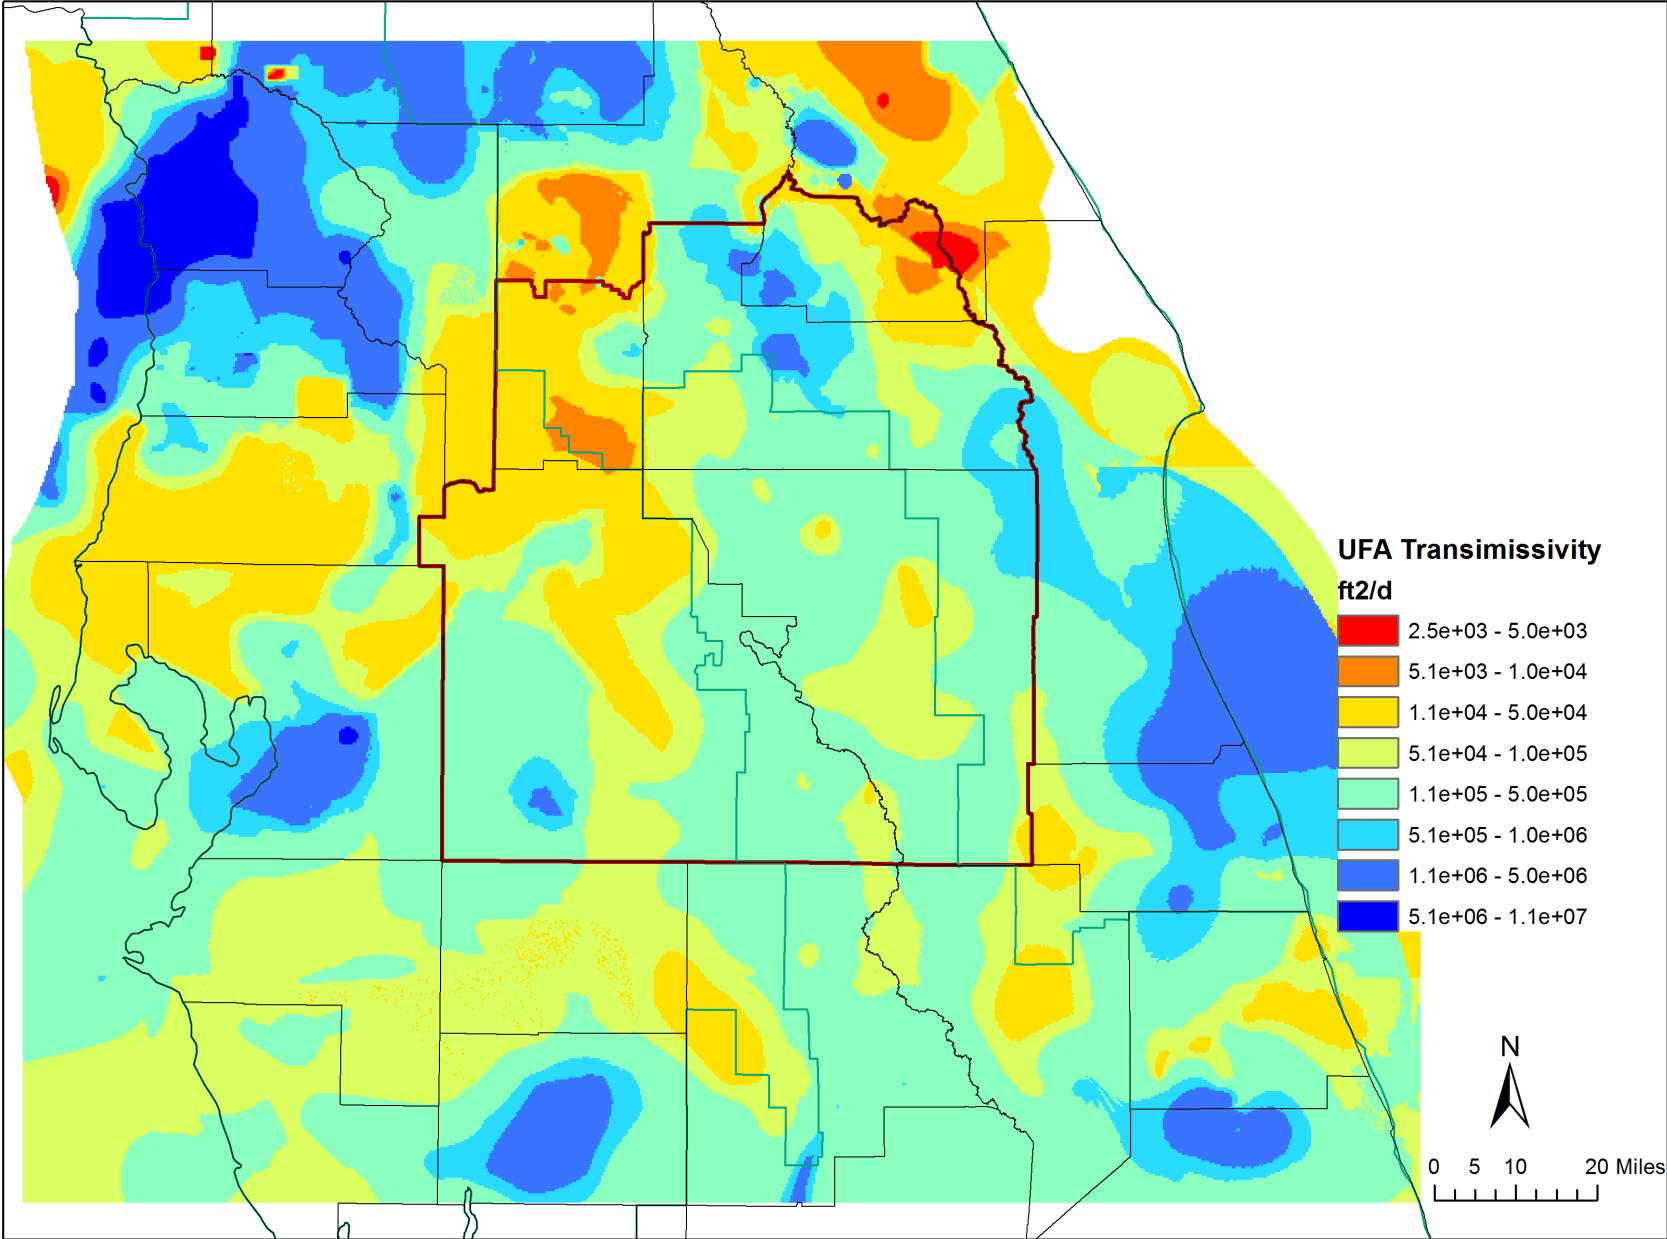 UFA Transimissivity
ft2/d
2.5e+03 - 5.0e+03
5.1e+03 - 1.0e+04
1.1e+04 - 5.0e+04
5.1e+04 - 1.0e+05
1.1e+05 - 5.0e+05
5.1e+05 - 1.0e+06
1.1e+06 - 5.0e+06
5.1e+06 - 1.1e+07
N
0 5 10 20 Miles